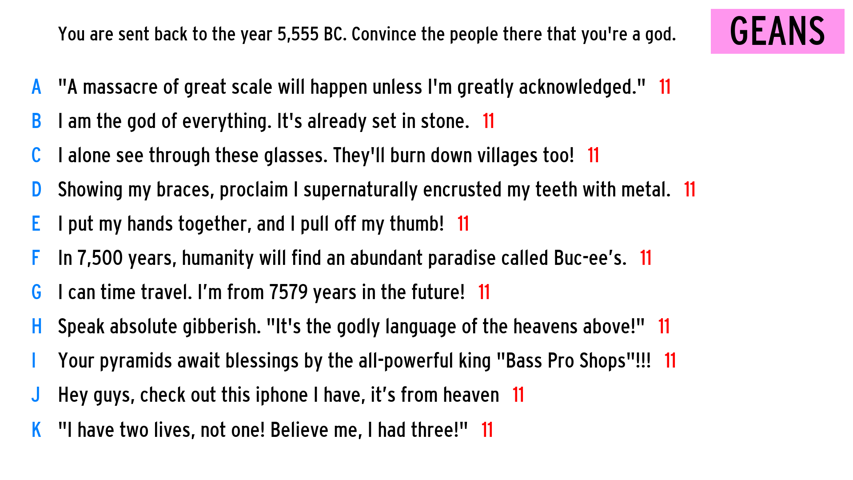 You are sent back to the year 5,555 BC. Convince the people there that you're a god.
GEANS
A "A massacre of great scale will happen unless I'm greatly acknowledged." 11
B I am the god of everything. It's already set in stone. 11
C I alone see through these glasses. They'll burn down villages too! 11
D Showing my braces, proclaim I supernaturally encrusted my teeth with metal. 11
E I put my hands together, and I pull off my thumb! 11
F In 7,500 years, humanity will find an abundant paradise called Buc-ee’s. 11
G I can time travel. I’m from 7579 years in the future! 11
H Speak absolute gibberish. "It's the godly language of the heavens above!" 11
I Your pyramids await blessings by the all-powerful king "Bass Pro Shops"!!! 11
J Hey guys, check out this iphone I have, it’s from heaven 11
K "I have two lives, not one! Believe me, I had three!" 11